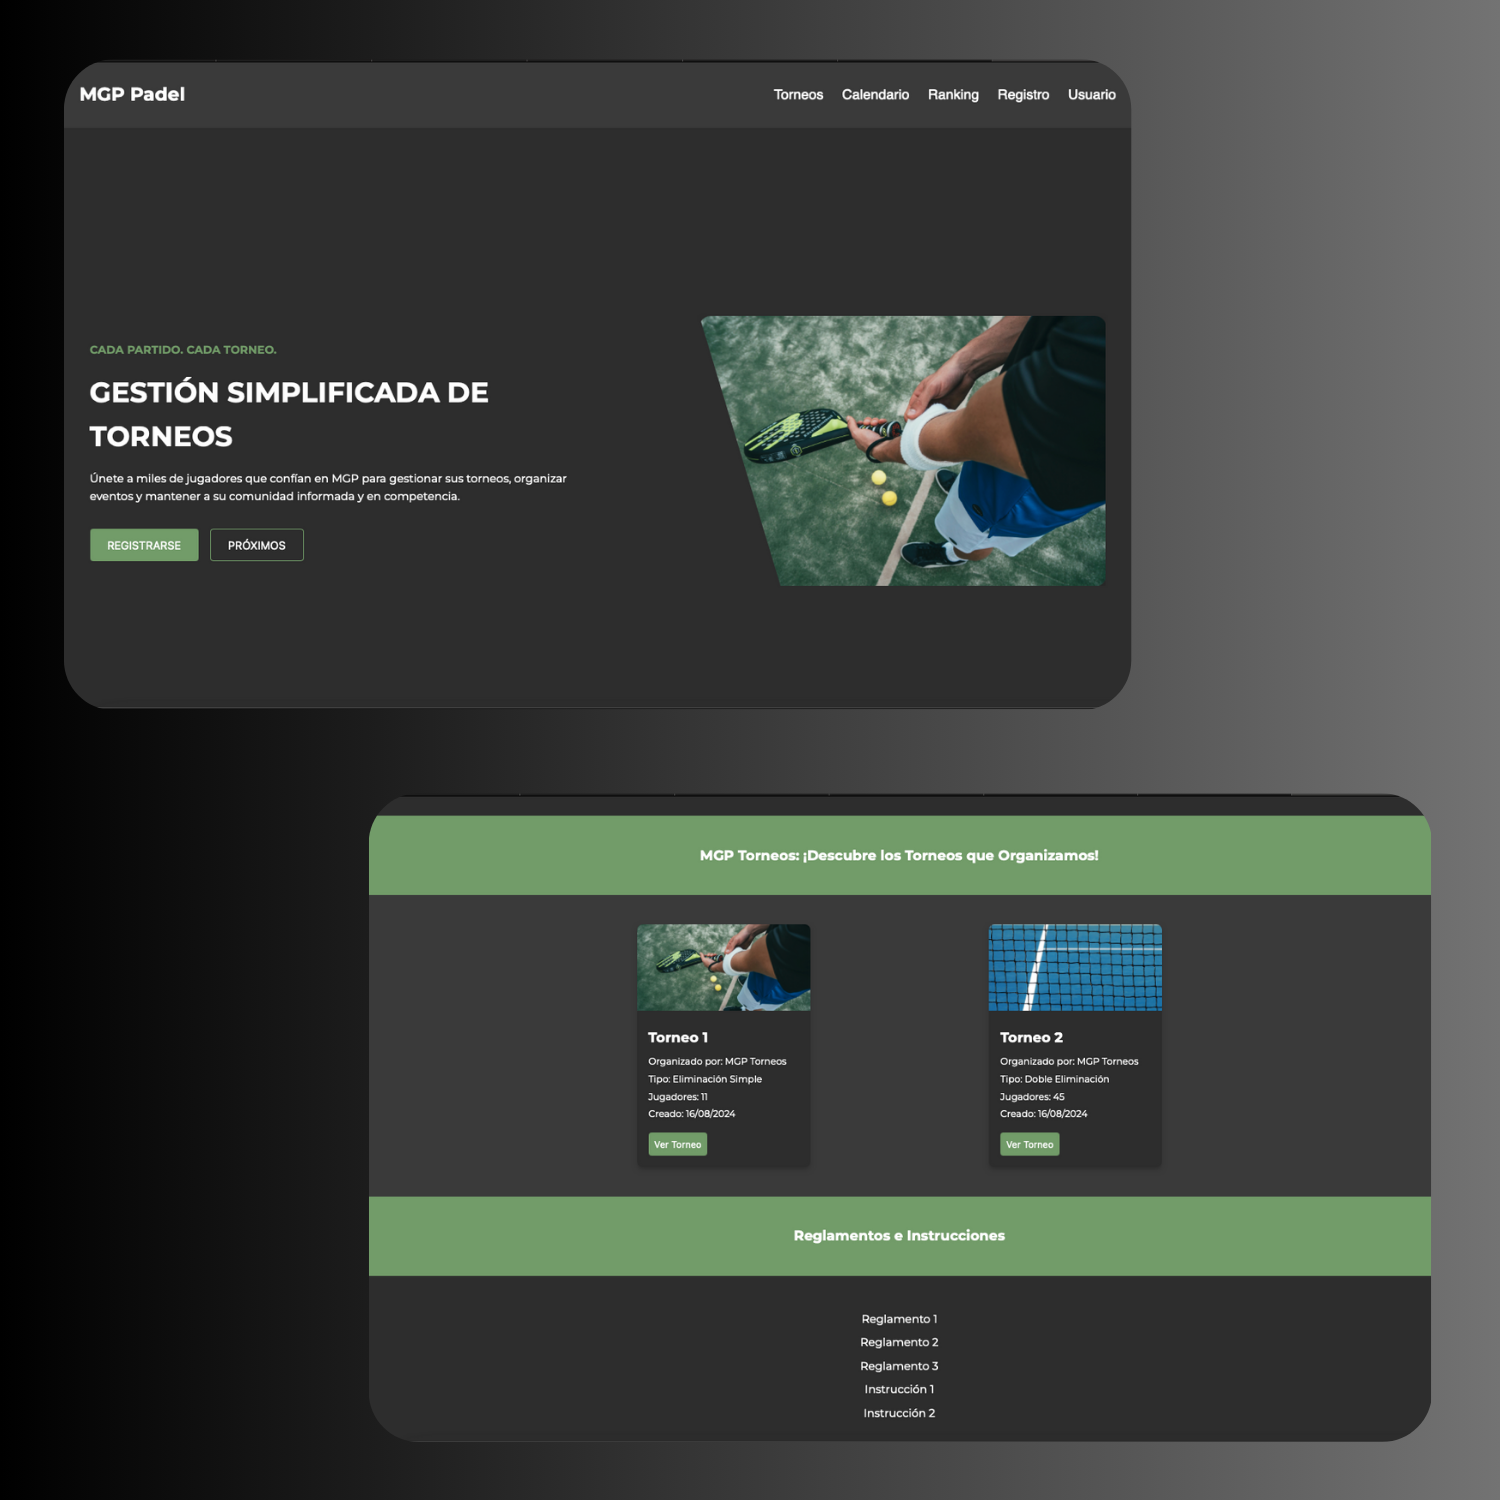 MGP Padel
Torneos Calendario Ranking Registro Usuario
CADA PARTIDO. CADA TORNEO.
GESTIÓN SIMPLIFICADA DE
TORNEOS
Únete a miles de jugadores que confían en MGP para gestionar sus torneos, organizar
eventos y mantener a su comunidad informada y en competencia.
REGISTRARSE PRÓXIMOS
MGP Torneos: ¡Descubre los Torneos que Organizamos!
Torneo 1
Organizado por: MGP Torneos
Tipo: Eliminación Simple
Jugadores: 11
Creado: 16/08/2024
Ver Torneo
Torneo 2
Organizado por: MGP Torneos
Tipo: Doble Eliminación
Jugadores: 45
Creado: 16/08/2024
Ver Torneo
Reglamentos e Instrucciones
Reglamento 1
Reglamento 2
Reglamento 3
Instrucción 1
Instrucción 2